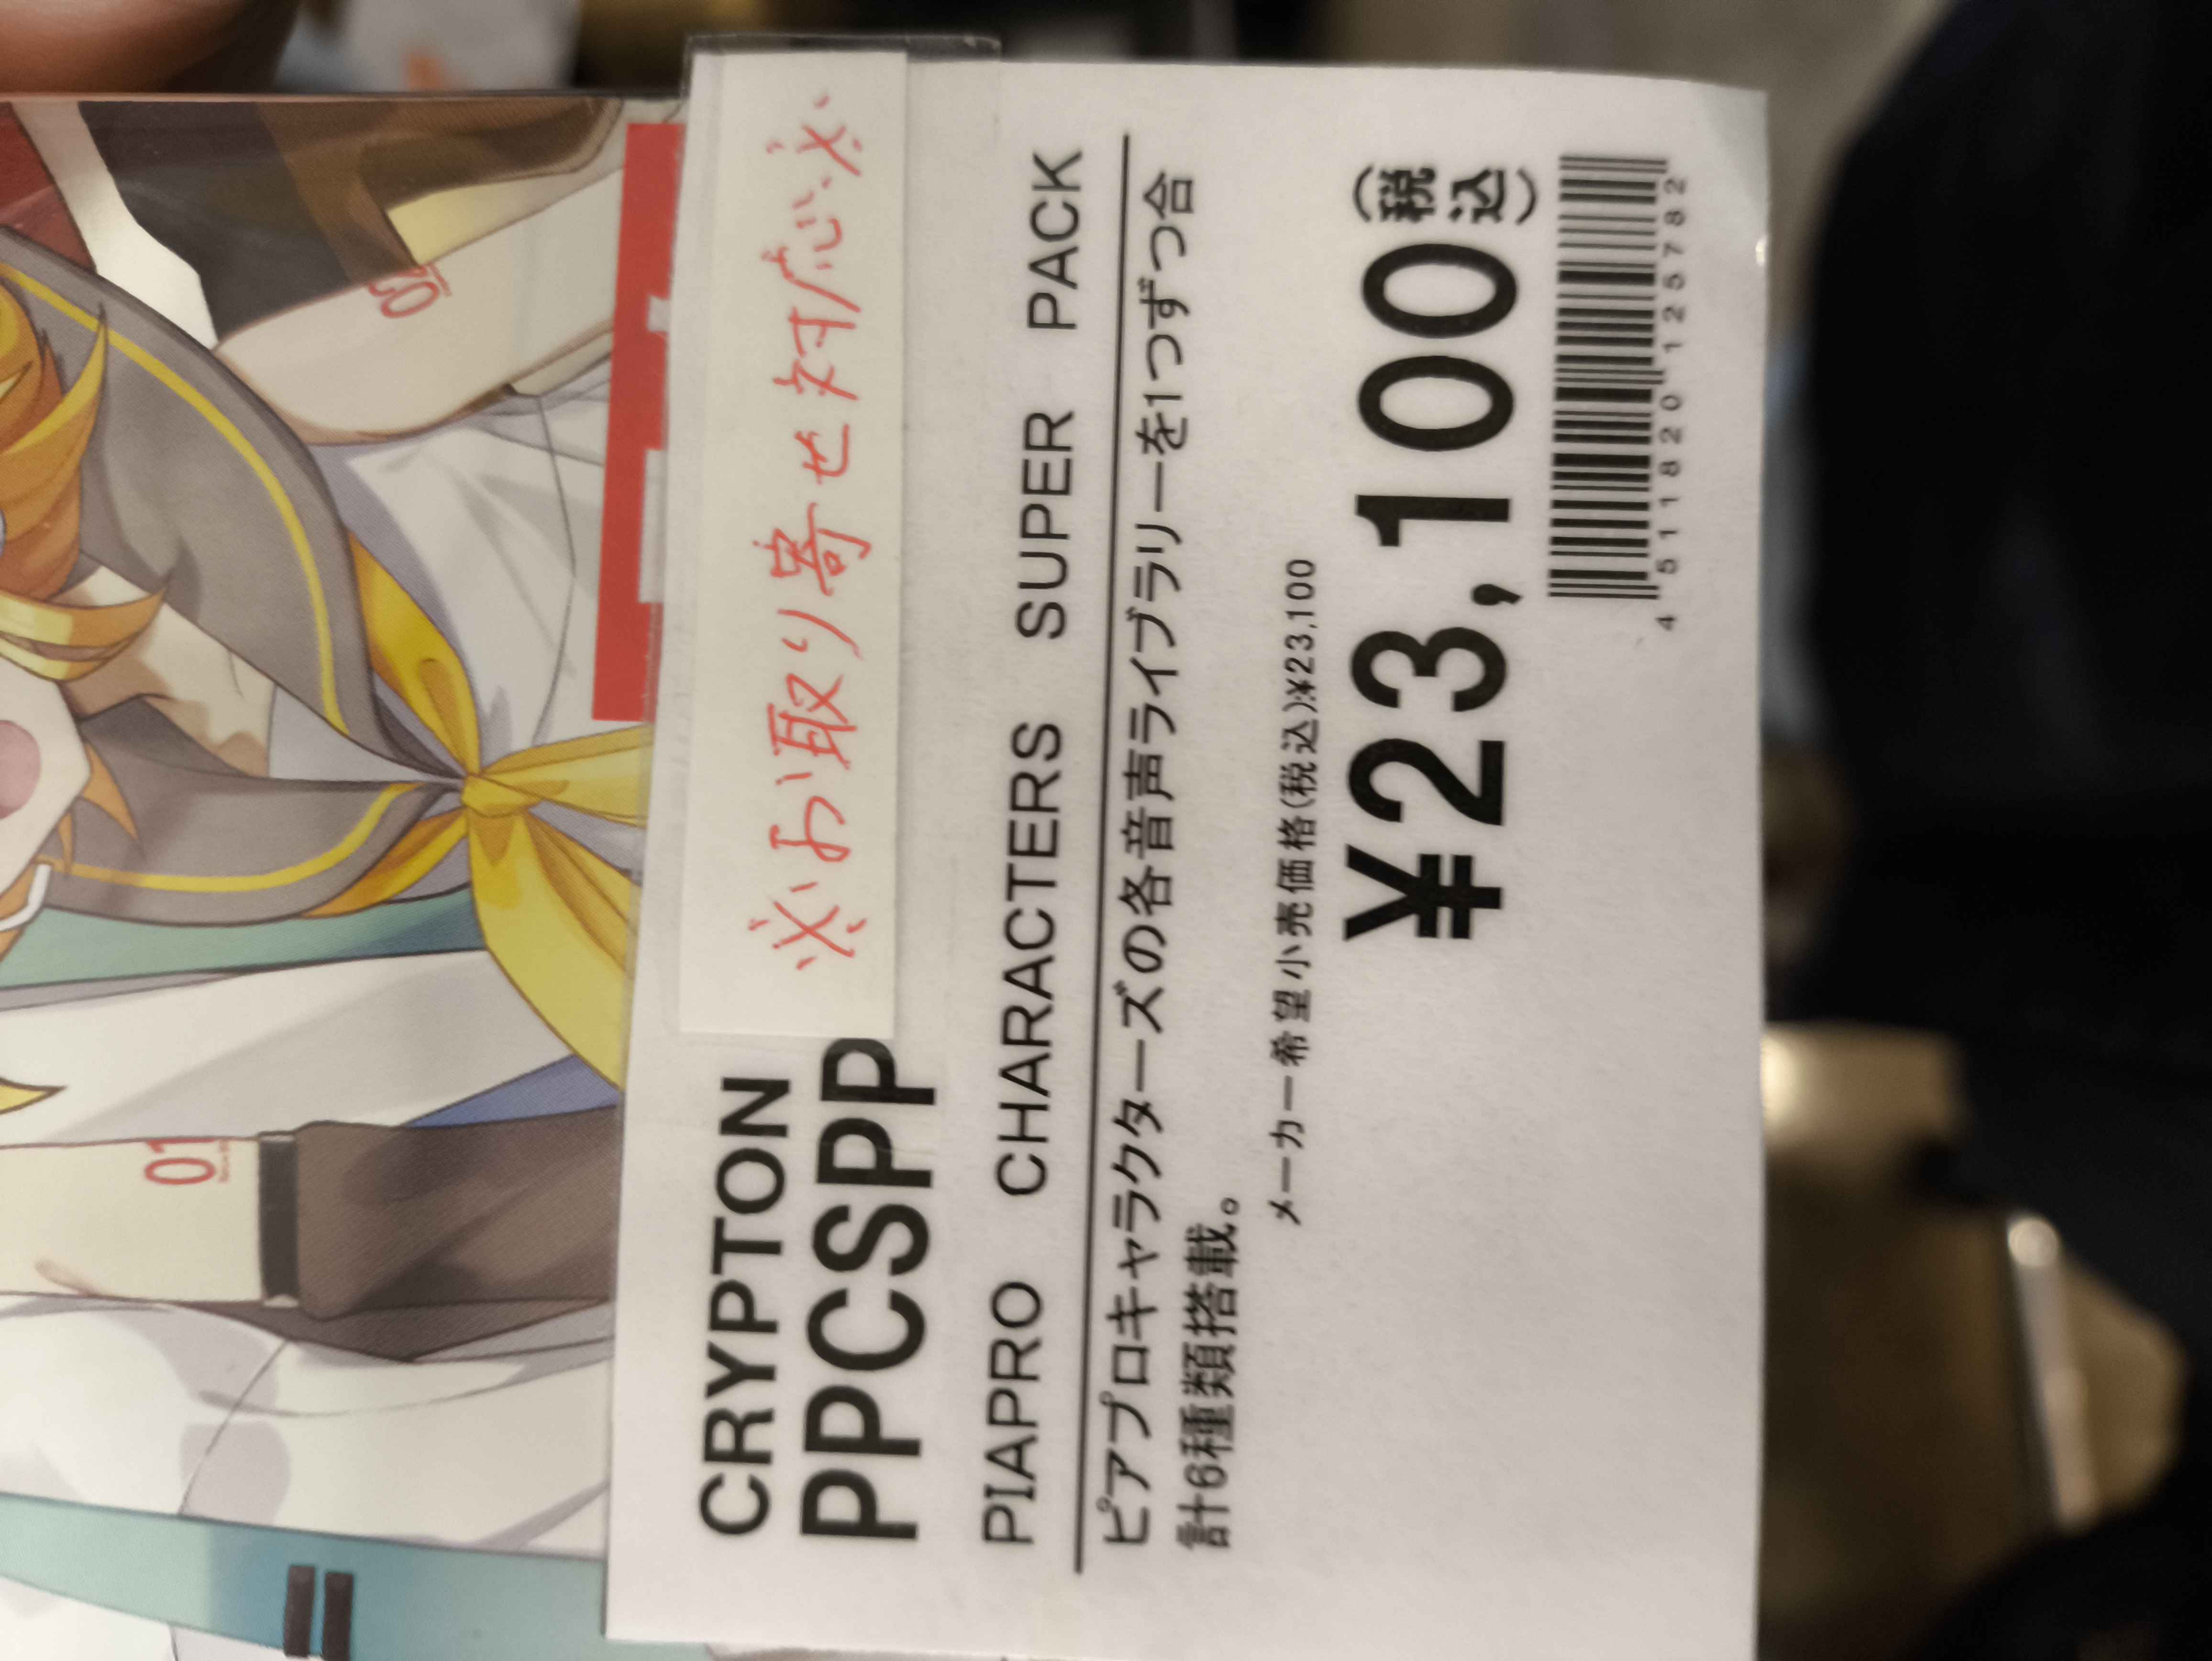 01
02
CRYPTON
※お取り寄せ対応※
PPCSPP
PIAPRO CHARACTERS SUPER PACK
ピアプロキャラクターズの各音声ライブラリーを1つずつ合
計6種類搭載。
メーカー希望小売価格(税込):¥23,100
¥23,100(税込)
4 511820 125782